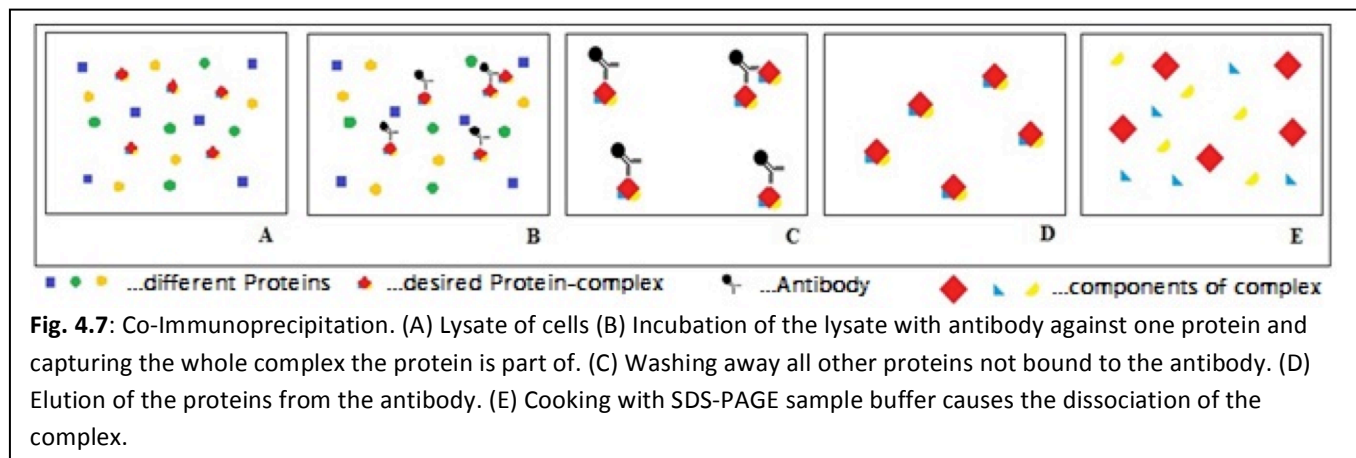 A B C D E
...different Proteins ...desired Protein-complex ...Antibody ...components of complex
Fig. 4.7: Co-Immunoprecipitation. (A) Lysate of cells (B) Incubation of the lysate with antibody against one protein and
capturing the whole complex the protein is part of. (C) Washing away all other proteins not bound to the antibody. (D)
Elution of the proteins from the antibody. (E) Cooking with SDS-PAGE sample buffer causes the dissociation of the
complex.